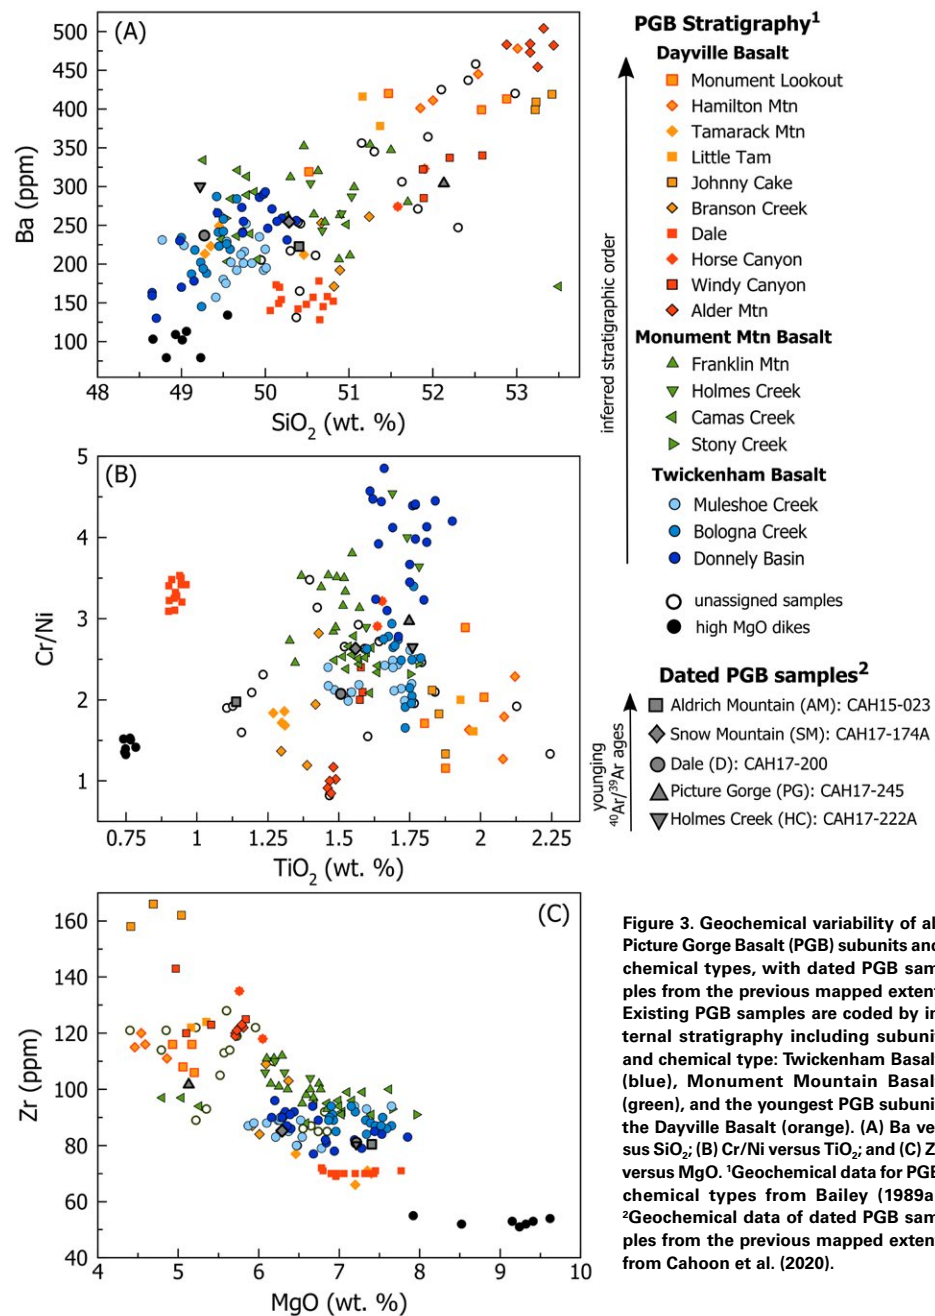 (A)
500
450
400
350
300
250
200
150
100
Ba (ppm)
48
49
50
51
52
53
SiO₂ (wt. %)
(B)
5
4
3
2
1
Cr/Ni
0.75
1
1.25
1.5
1.75
2
2.25
TiO₂ (wt. %)
(C)
160
140
120
100
80
60
40
Zr (ppm)
4
5
6
7
8
9
10
MgO (wt. %)
PGB Stratigraphy¹
Dayville Basalt
Monument Lookout
Hamilton Mtn
Tamarack Mtn
Little Tam
Johnny Cake
Branson Creek
Dale
Horse Canyon
Windy Canyon
Alder Mtn
Monument Mtn Basalt
Franklin Mtn
Holmes Creek
Camas Creek
Stony Creek
Twickenham Basalt
Muleshoe Creek
Bologna Creek
Donnely Basin
unassigned samples
high MgO dikes
inferred stratigraphic order
Dated PGB samples²
Aldrich Mountain (AM): CAH15-023
Snow Mountain (SM): CAH17-174A
Dale (D): CAH17-200
Picture Gorge (PG): CAH17-245
Holmes Creek (HC): CAH17-222A
younging
⁴⁰Ar/³⁹Ar ages
Figure 3. Geochemical variability of al
Picture Gorge Basalt (PGB) subunits and
chemical types, with dated PGB sam
ples from the previous mapped extent
Existing PGB samples are coded by in
ternal stratigraphy including subunit
and chemical type: Twickenham Basalt
(blue), Monument Mountain Basal
(green), and the youngest PGB subunit
the Dayville Basalt (orange). (A) Ba ve
sus SiO₂; (B) Cr/Ni versus TiO₂; and (C) Z
versus MgO. ¹Geochemical data for PGB
chemical types from Bailey (1989a
²Geochemical data of dated PGB sam
ples from the previous mapped extent
from Cahoon et al. (2020).